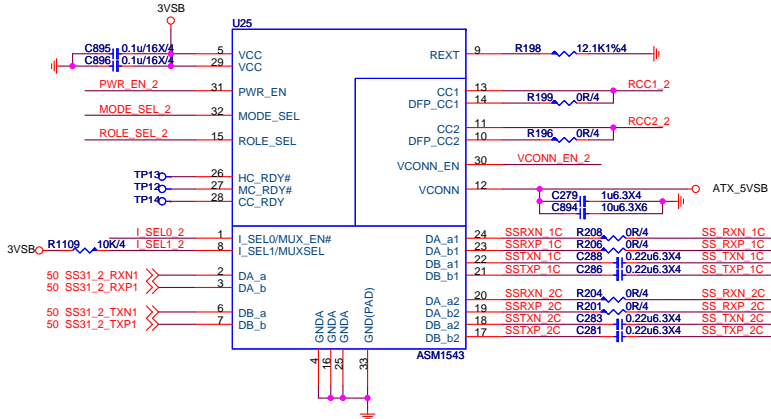 3VSB
U25
C895 0.1u/16X/4
C896 0.1u/16X/4
5 VCC
29 VCC
REXT 9 R198 12.1K1%4
PWR_EN_2 31 PWR_EN
CC1 13 RCC1_2
DFP_CC1 14 R199 0R/4
MODE_SEL_2 32 MODE_SEL
CC2 11 RCC2_2
ROLE_SEL_2 15 ROLE_SEL
DFP_CC2 10 R196 0R/4
VCONN_EN 30 VCONN_EN_2
TP13 26 HC_RDY#
TP12 27 MC_RDY#
TP14 28 CC_RDY
VCONN 12 ATX_5VSB
C279 1u6.3X4
C894 10u6.3X6
I_SEL0_2 1 I_SEL0/MUX_EN#
3VSB R1109 10K/4 I_SEL1_2 8 I_SEL1/MUXSEL
DA_a1 24 SSRXN_1C R208 0R/4 SS_RXN_1C
DA_b1 23 SSRXP_1C R206 0R/4 SS_RXP_1C
DB_a1 22 SSTXN_1C C288 0.22u6.3X4 SS_TXN_1C
DB_b1 21 SSTXP_1C C286 0.22u6.3X4 SS_TXP_1C
50 SS31_2_RXN1 2 DA_a
50 SS31_2_RXP1 3 DA_b
DA_a2 20 SSRXN_2C R204 0R/4 SS_RXN_2C
DA_b2 19 SSRXP_2C R201 0R/4 SS_RXP_2C
DB_a2 18 SSTXN_2C C283 0.22u6.3X4 SS_TXN_2C
DB_b2 17 SSTXP_2C C281 0.22u6.3X4 SS_TXP_2C
50 SS31_2_TXN1 6 DB_a
50 SS31_2_TXP1 7 DB_b
GNDA
GNDA
GNDA
GND(PAD)
ASM1543
4 16 25 33